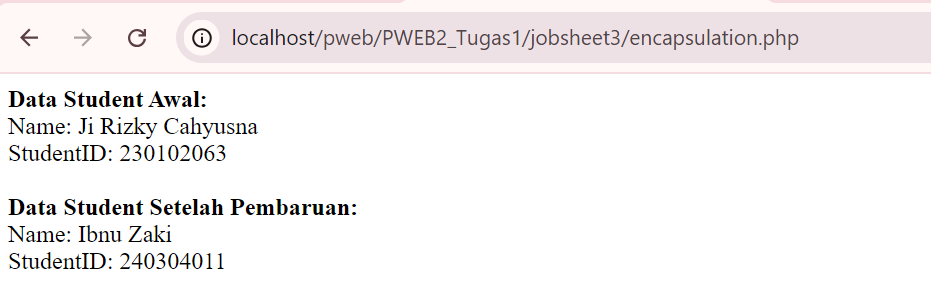 localhost/pweb/PWEB2_Tugas1/jobsheet3/encapsulation.php
Data Student Awal:
Name: Ji Rizky Cahyusna
StudentID: 230102063
Data Student Setelah Pembaruan:
Name: Ibnu Zaki
StudentID: 240304011